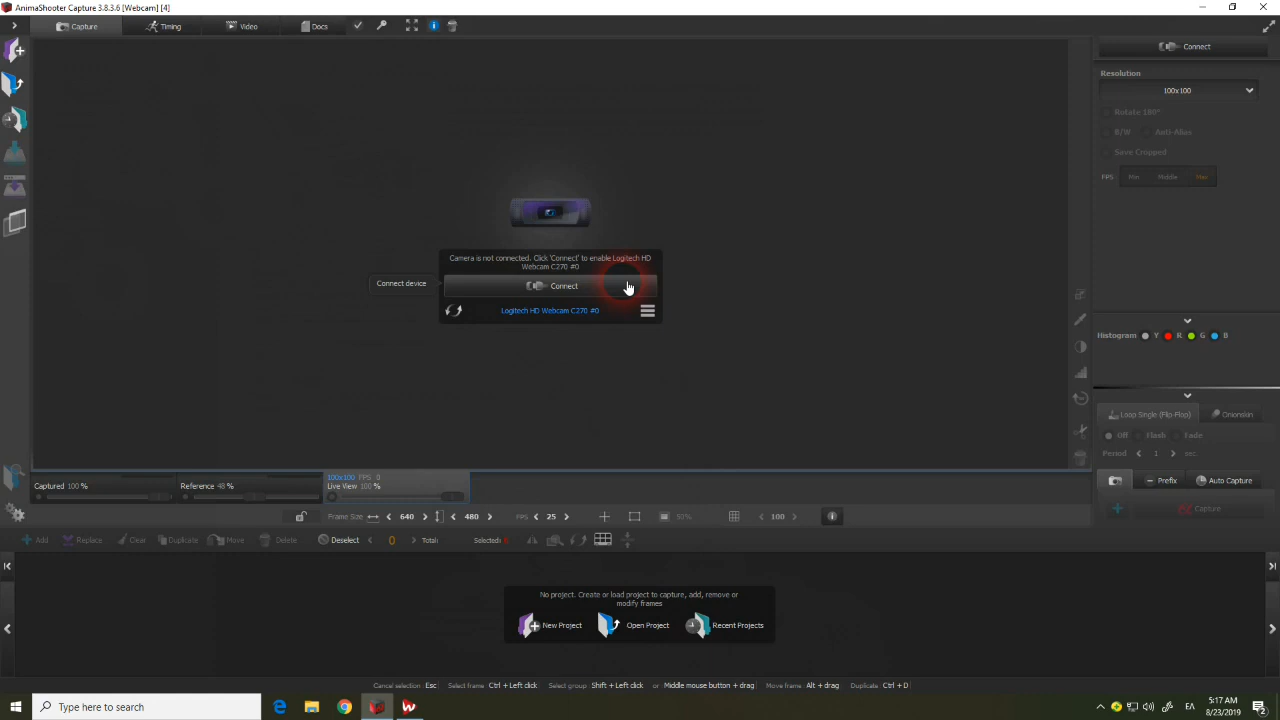 AnimaShooter Capture 3.8.3.6 [Webcam] [4]
Capture
Timing
Video
Docs
Connect
Resolution
100x100
Rotate 180°
B/W
Anti-Alias
Save Cropped
FPS
Min
Middle
Max
Camera is not connected. Click 'Connect' to enable Logitech HD
Webcam C270 #0
Connect device
Connect
Logitech HD Webcam C270 #0
Histogram
Y
R
G
B
Loop Single (Flip-Flop)
Onionskin
Off
Flash
Fade
Period
1
sec.
Prefix
Auto Capture
Capture
Captured 100 %
Reference 48 %
100x100 FPS 0
Live View 100 %
Frame Size
640
480
FPS
25
50%
100
Add
Replace
Clear
Duplicate
Move
Delete
Deselect
0
Total:
Selected:
No project. Create or load project to capture, add, remove or
modify frames
New Project
Open Project
Recent Projects
Cancel selection Esc
Select frame Ctrl + Left click
Select group Shift + Left click or Middle mouse button + drag
Move frame Alt + drag
Duplicate Ctrl + D
Type here to search
ΕΛ
5:17 AM
8/23/2019
2